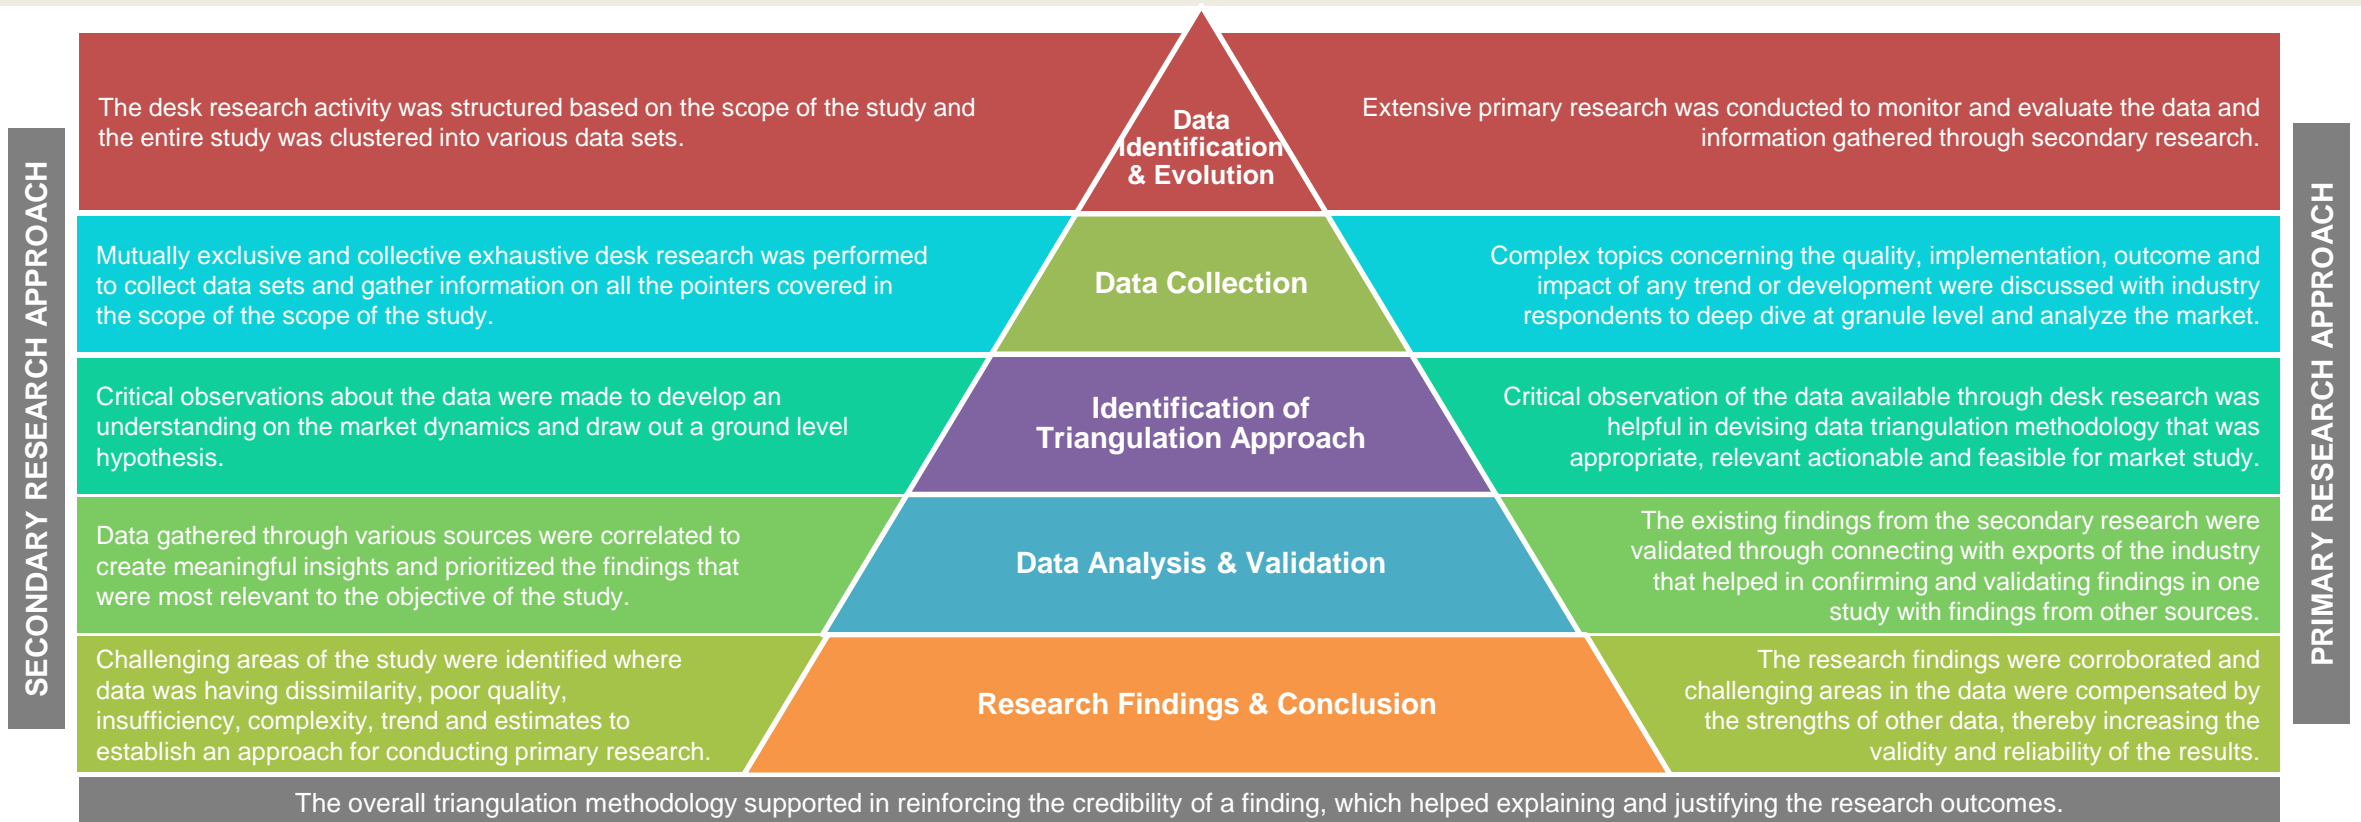 SECONDARY RESEARCH APPROACH
The desk research activity was structured based on the scope of the study and
the entire study was clustered into various data sets.
Data
Identification
& Evolution
Extensive primary research was conducted to monitor and evaluate the data and
information gathered through secondary research.
Mutually exclusive and collective exhaustive desk research was performed
to collect data sets and gather information on all the pointers covered in
the scope of the scope of the study.
Data Collection
Complex topics concerning the quality, implementation, outcome and
impact of any trend or development were discussed with industry
respondents to deep dive at granule level and analyze the market.
Critical observations about the data were made to develop an
understanding on the market dynamics and draw out a ground level
hypothesis.
Identification of
Triangulation Approach
Critical observation of the data available through desk research was
helpful in devising data triangulation methodology that was
appropriate, relevant actionable and feasible for market study.
Data gathered through various sources were correlated to
create meaningful insights and prioritized the findings that
were most relevant to the objective of the study.
Data Analysis & Validation
The existing findings from the secondary research were
validated through connecting with exports of the industry
that helped in confirming and validating findings in one
study with findings from other sources.
Challenging areas of the study were identified where
data was having dissimilarity, poor quality,
insufficiency, complexity, trend and estimates to
establish an approach for conducting primary research.
Research Findings & Conclusion
The research findings were corroborated and
challenging areas in the data were compensated by
the strengths of other data, thereby increasing the
validity and reliability of the results.
PRIMARY RESEARCH APPROACH
The overall triangulation methodology supported in reinforcing the credibility of a finding, which helped explaining and justifying the research outcomes.